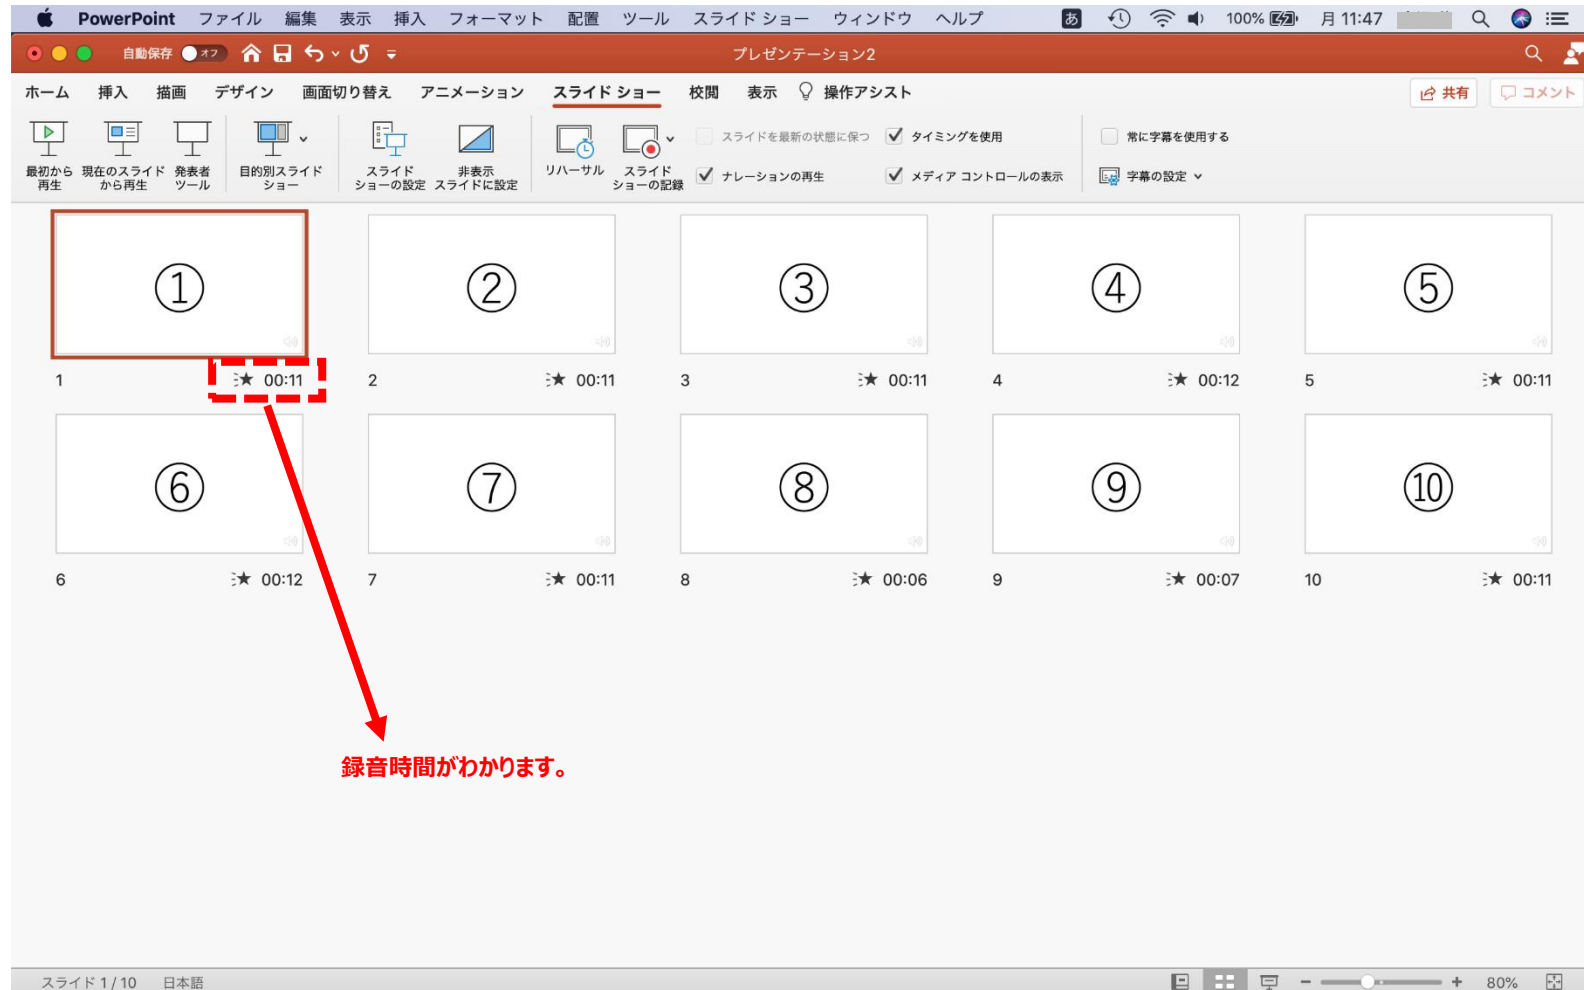 PowerPoint ファイル 編集 表示 挿入 フォーマット 配置 ツール スライド ショー ウィンドウ ヘルプ あ 100% 月 11:47
自動保存 オフ プレゼンテーション2
ホーム 挿入 描画 デザイン 画面切り替え アニメーション スライド ショー 校閲 表示 操作アシスト 共有 コメント
最初から
再生
現在のスライド
から再生
発表者
ツール
目的別スライド
ショー
スライド
ショーの設定
非表示
スライドに設定
リハーサル
スライド
ショーの記録
スライドを最新の状態に保つ
タイミングを使用
常に字幕を使用する
ナレーションの再生
メディア コントロールの表示
字幕の設定
① ② ③ ④ ⑤
1 00:11 2 00:11 3 00:11 4 00:12 5 00:11
⑥ ⑦ ⑧ ⑨ ⑩
6 00:12 7 00:11 8 00:06 9 00:07 10 00:11
録音時間がわかります。
スライド 1 / 10 日本語 80%